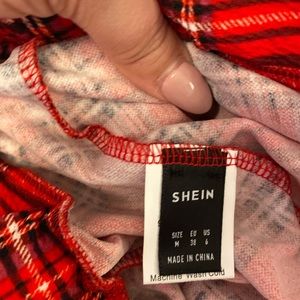 SHEIN
SIZE EU US
M 38 6
MADE IN CHINA
Machine Wash Cold